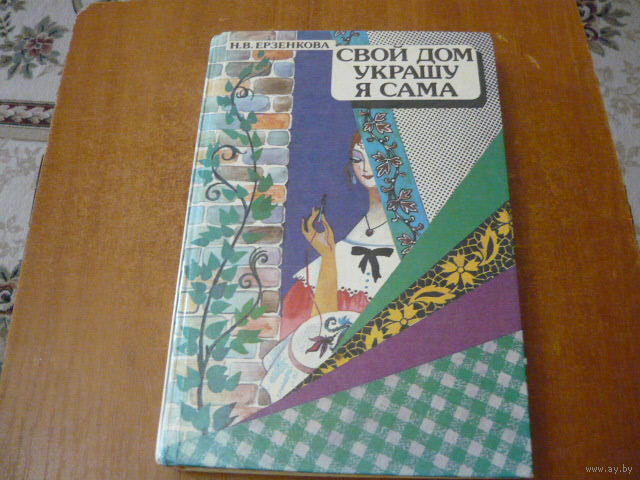 Н.В. ЕРЗЕНКОВА
СВОЙ ДОМ
УКРАШУ
Я САМА
www.ay.by